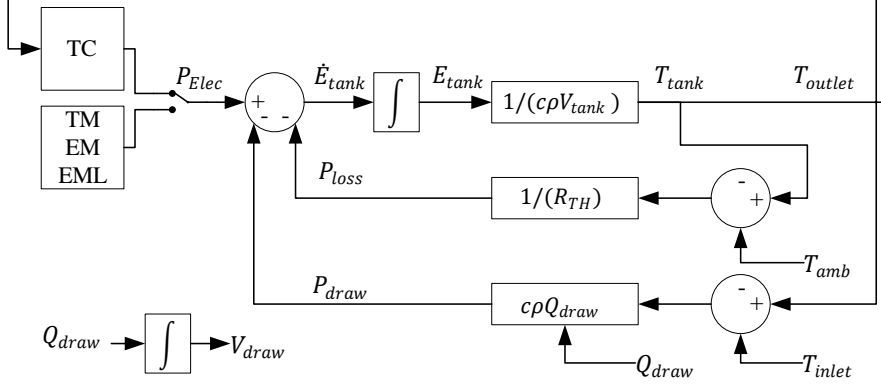 TC
P_Elec
TM
EM
EML
+
- -
Ė_tank
∫
E_tank
1/(cρV_tank)
T_tank
T_outlet
P_loss
1/(R_TH)
-
+
T_amb
P_draw
cρQ_draw
-
+
Q_draw
∫
V_draw
Q_draw
T_inlet